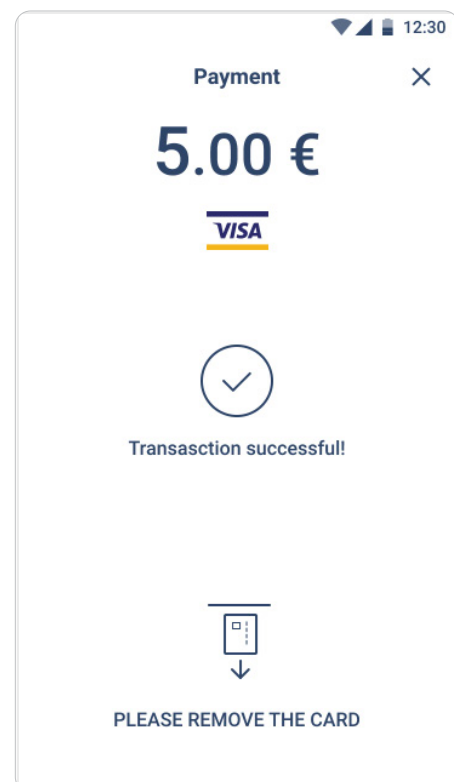 12:30
Payment
5.00 €
VISA
Transasction successful!
PLEASE REMOVE THE CARD